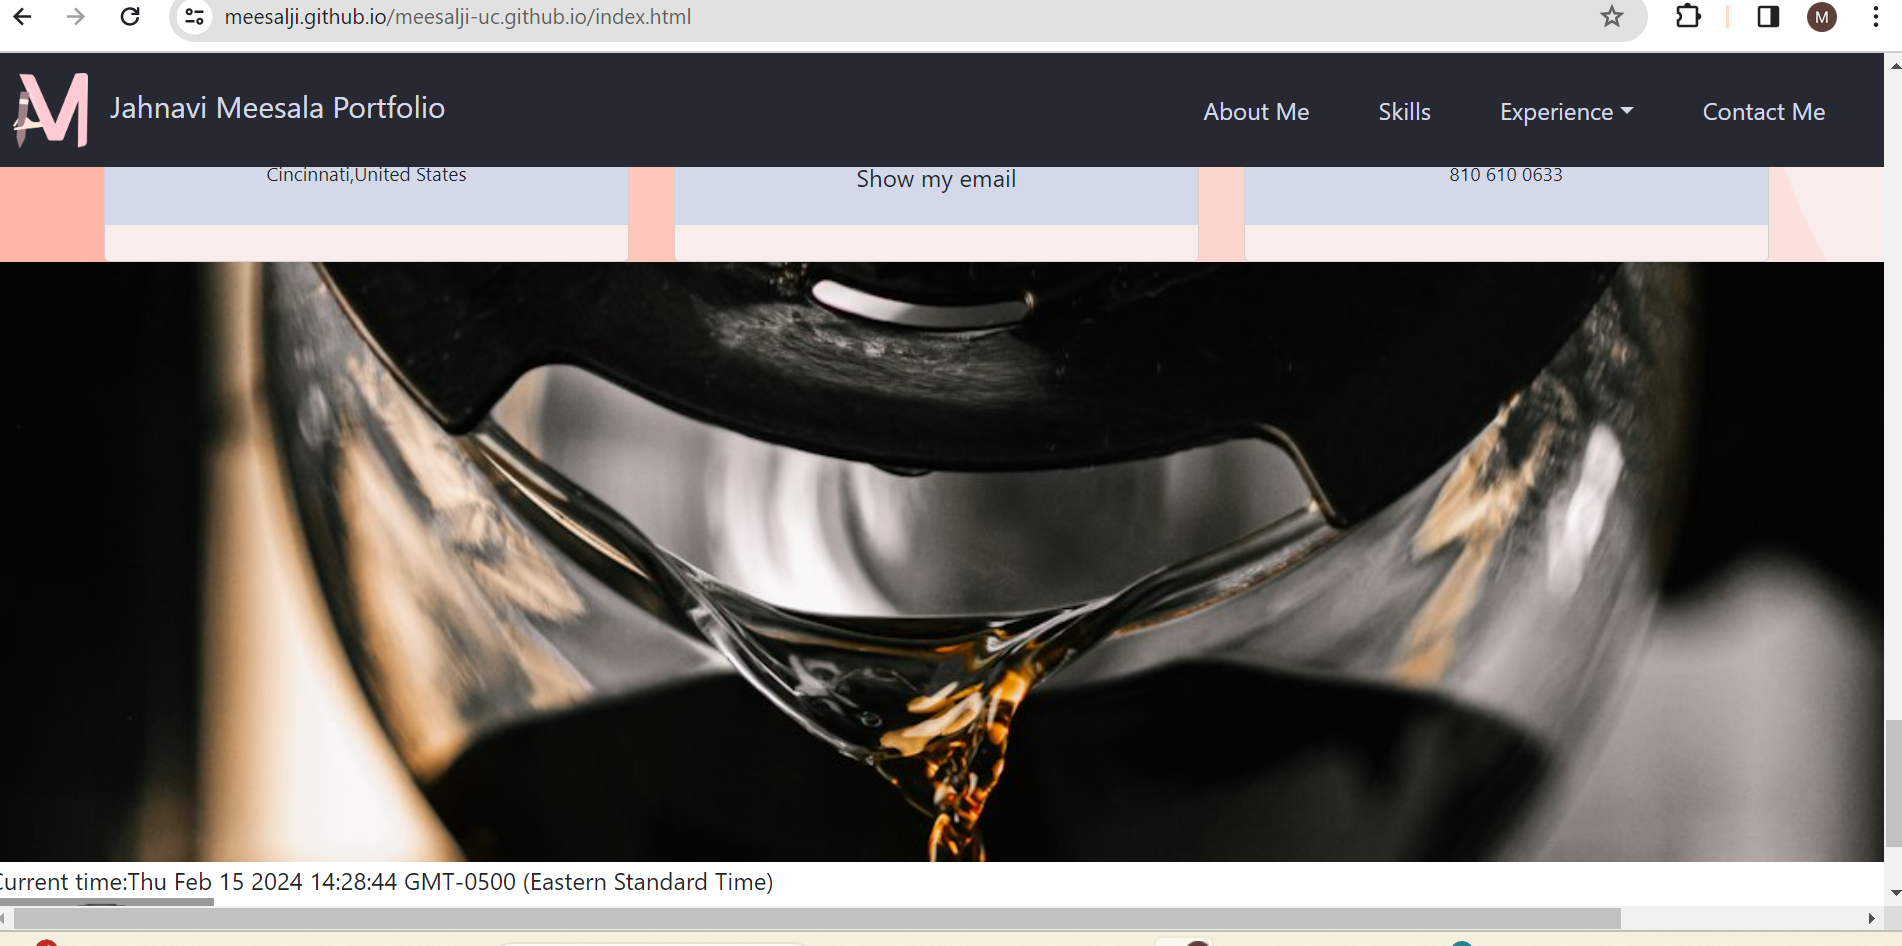 meesalji.github.io/meesalji-uc.github.io/index.html
M
M
Jahnavi Meesala Portfolio
About Me
Skills
Experience
Contact Me
Cincinnati,United States
Show my email
810 610 0633
Current time:Thu Feb 15 2024 14:28:44 GMT-0500 (Eastern Standard Time)